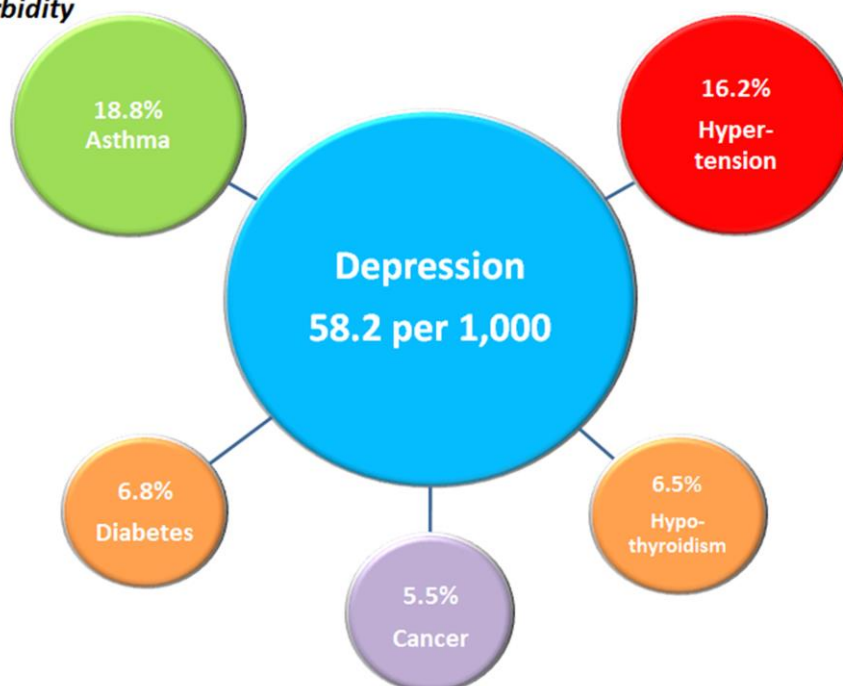 rbidity
18.8%
Asthma
16.2%
Hyper-
tension
Depression
58.2 per 1,000
6.8%
Diabetes
6.5%
Hypo-
thyroidism
5.5%
Cancer